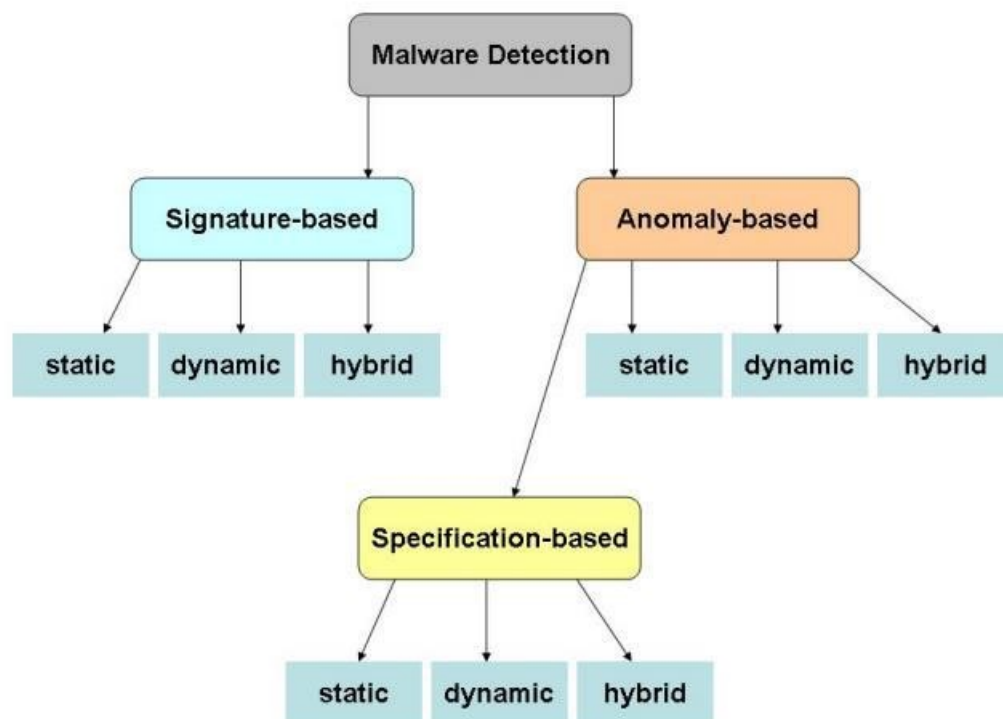 Malware Detection
Signature-based
Anomaly-based
static
dynamic
hybrid
static
dynamic
hybrid
Specification-based
static
dynamic
hybrid